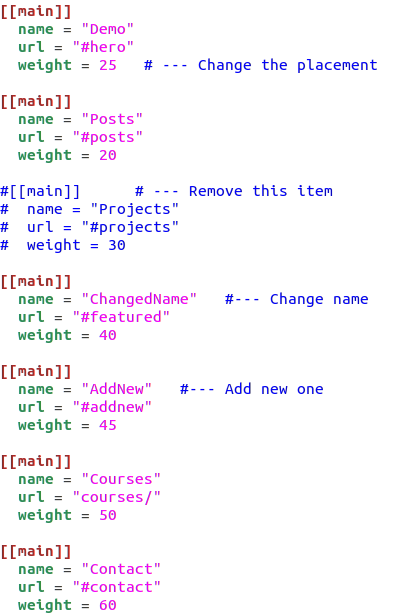 [[main]]
  name = "Demo"
  url = "#hero"
  weight = 25   # --- Change the placement

[[main]]
  name = "Posts"
  url = "#posts"
  weight = 20

#[[main]]      # --- Remove this item
#  name = "Projects"
#  url = "#projects"
#  weight = 30

[[main]]
  name = "ChangedName"   #--- Change name
  url = "#featured"
  weight = 40

[[main]]
  name = "AddNew"   #--- Add new one
  url = "#addnew"
  weight = 45

[[main]]
  name = "Courses"
  url = "courses/"
  weight = 50

[[main]]
  name = "Contact"
  url = "#contact"
  weight = 60